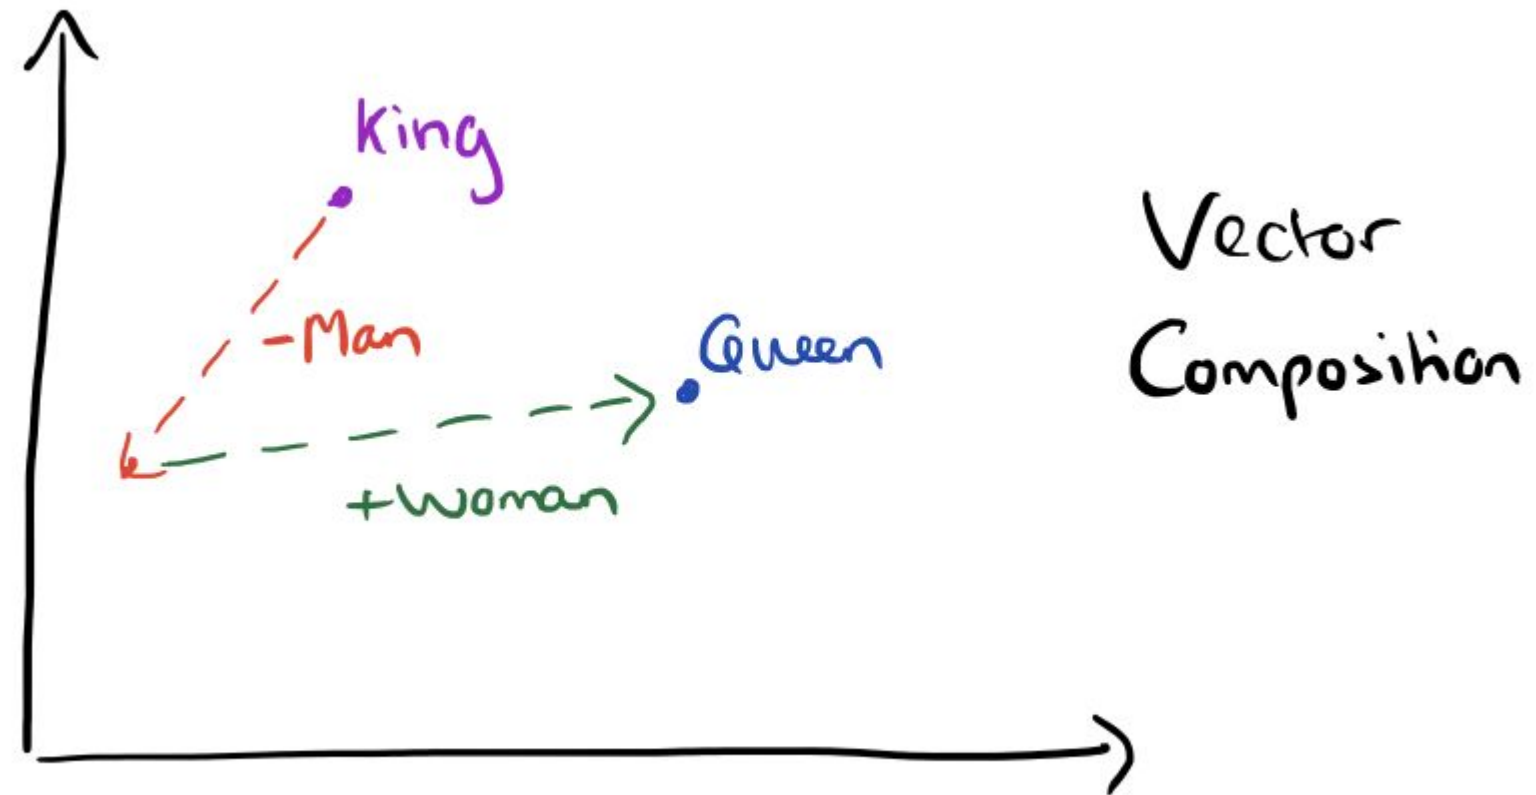 King
-Man
Queen
+Woman
Vector
Composition